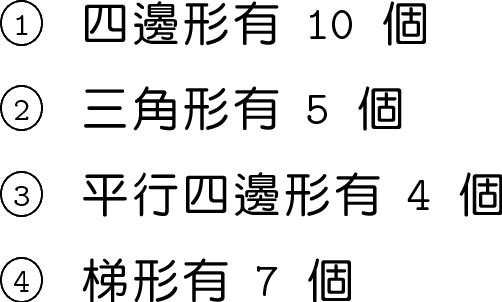 ① 四邊形有 10 個
② 三角形有 5 個
③ 平行四邊形有 4 個
④ 梯形有 7 個